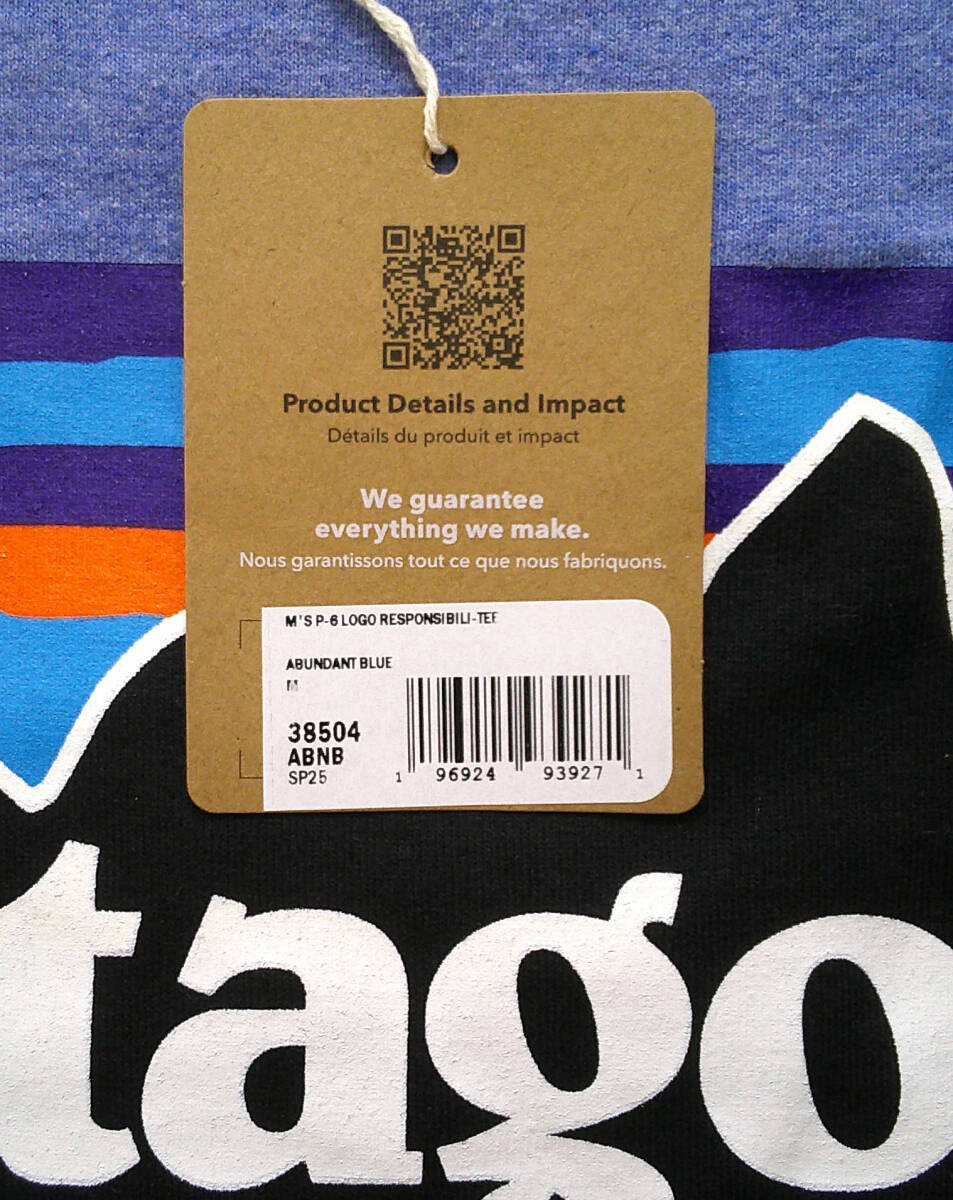 Product Details and Impact
Détails du produit et impact
We guarantee
everything we make.
Nous garantissons tout ce que nous fabriquons.
M'S P-6 LOGO RESPONSIBILI-TEE
ABUNDANT BLUE
M
38504
ABNB
SP25
1 96924 93927 1
tago